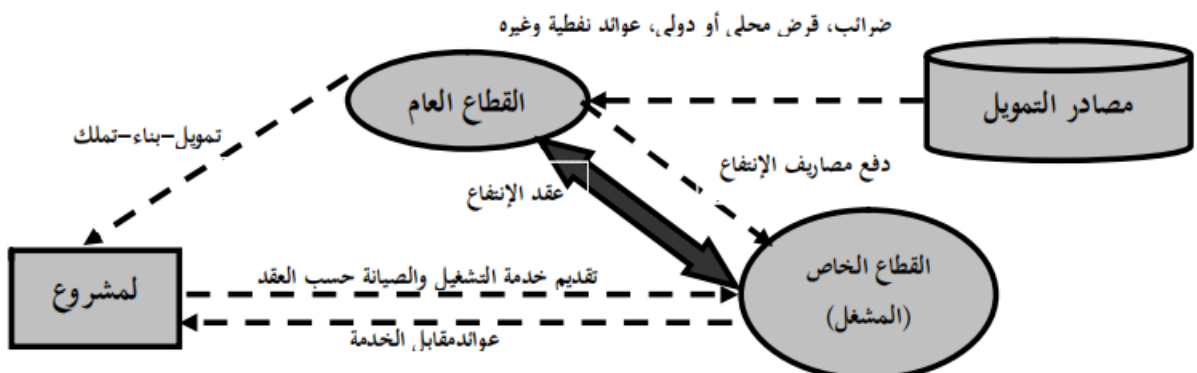 ضرائب، قرض محلي أو دولي، عوائد نفطية وغيره
مصادر التمويل
القطاع العام
تمويل-بناء-تملك
دفع مصاريف الإنتفاع
عقد الإنتفاع
القطاع الخاص
(المشغل)
لمشروع
تقديم خدمة التشغيل والصيانة حسب العقد
عوائدمقابل الخدمة